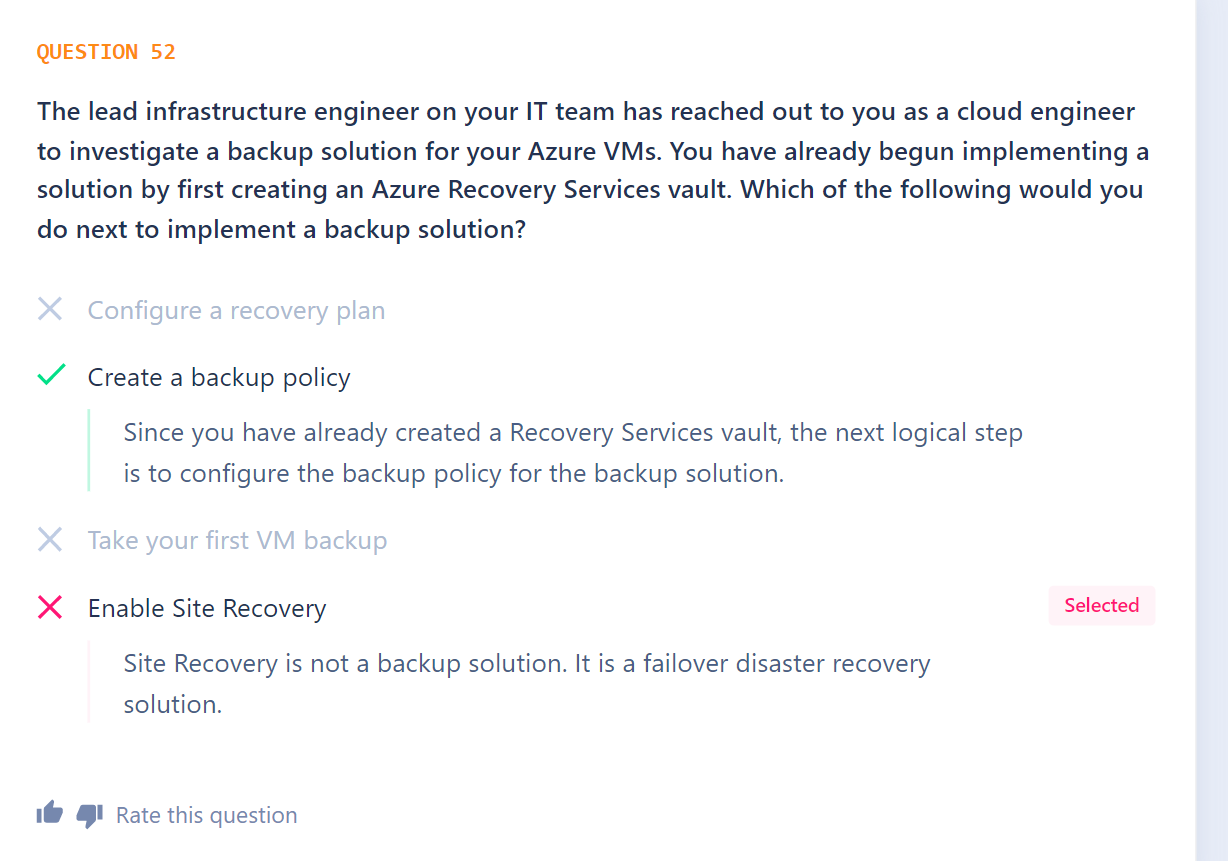 QUESTION 52
The lead infrastructure engineer on your IT team has reached out to you as a cloud engineer
to investigate a backup solution for your Azure VMs. You have already begun implementing a
solution by first creating an Azure Recovery Services vault. Which of the following would you
do next to implement a backup solution?
Configure a recovery plan
Create a backup policy
Since you have already created a Recovery Services vault, the next logical step
is to configure the backup policy for the backup solution.
Take your first VM backup
Enable Site Recovery
Selected
Site Recovery is not a backup solution. It is a failover disaster recovery
solution.
Rate this question